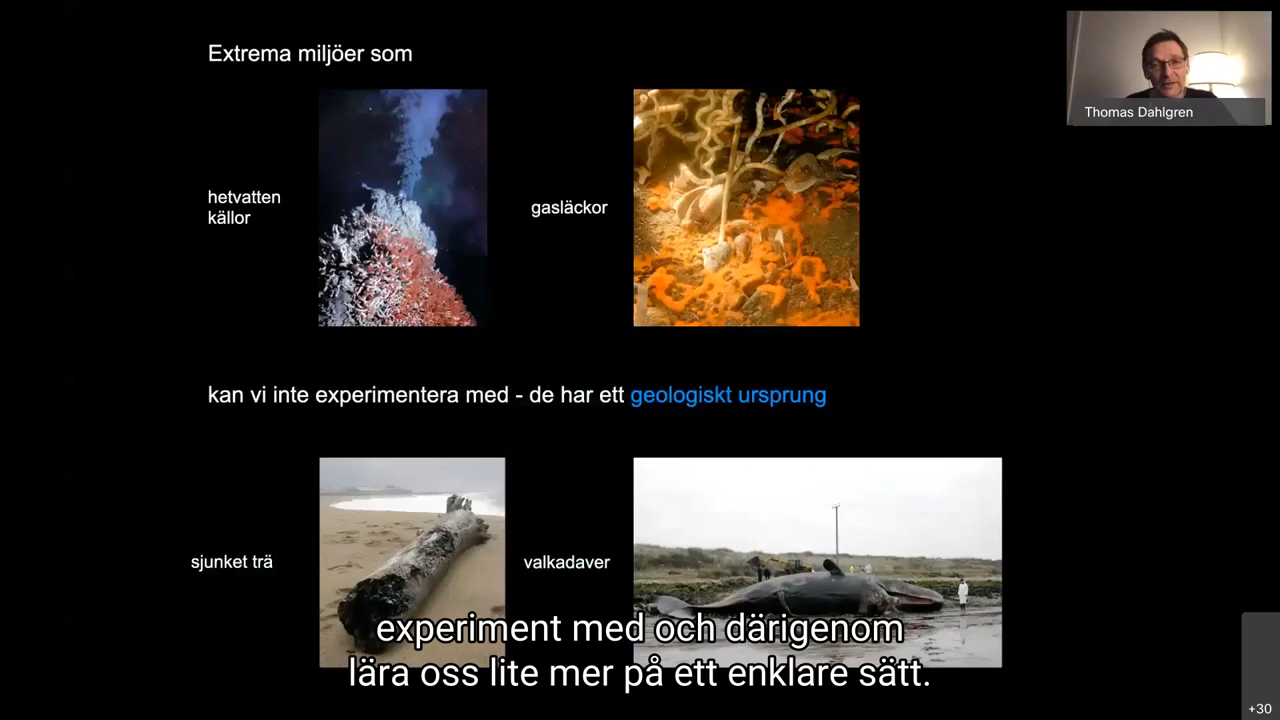 Extrema miljöer som
Thomas Dahlgren
hetvatten
källor
gasläckor
kan vi inte experimentera med - de har ett geologiskt ursprung
sjunket trä
valkadaver
experiment med och därigenom
lära oss lite mer på ett enklare sätt.
+30